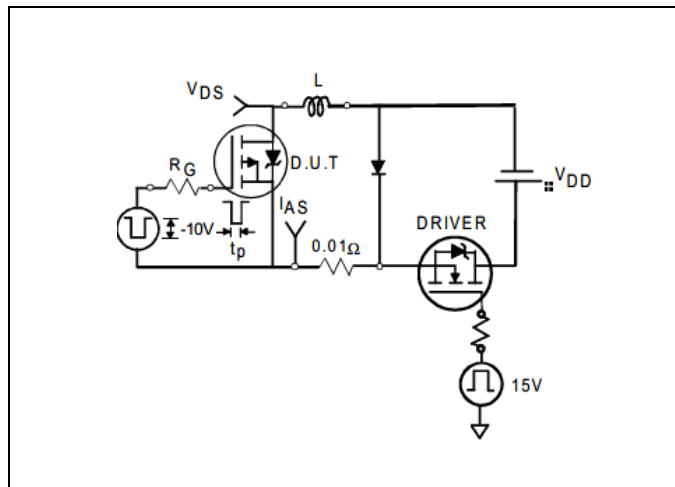 L
VDS
D.U.T
RG
VDD
IAS
DRIVER
-10V
tp
0.01Ω
15V